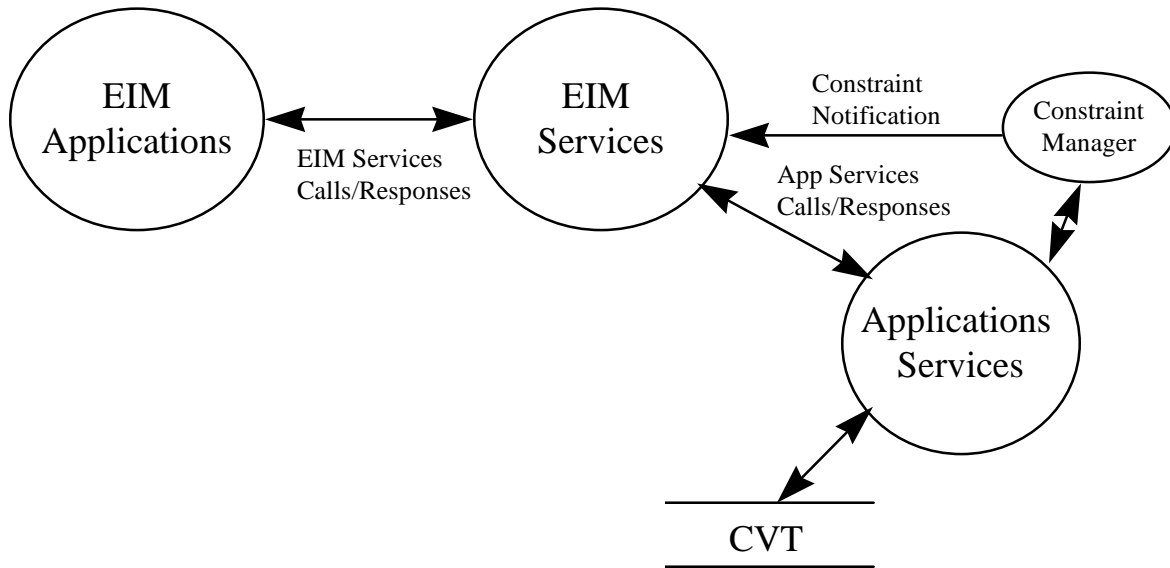 EIM
Applications
EIM Services
Calls/Responses
EIM
Services
Constraint
Notification
Constraint
Manager
App Services
Calls/Responses
Applications
Services
CVT